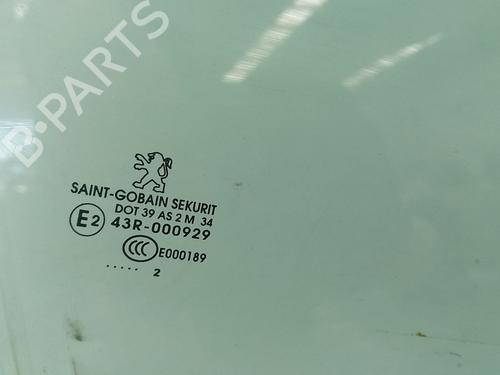 B-PARTS
SAINT-GOBAIN SEKURIT
DOT 39 AS 2 M 34
E2 43R-000929
CCC E000189
..... 2